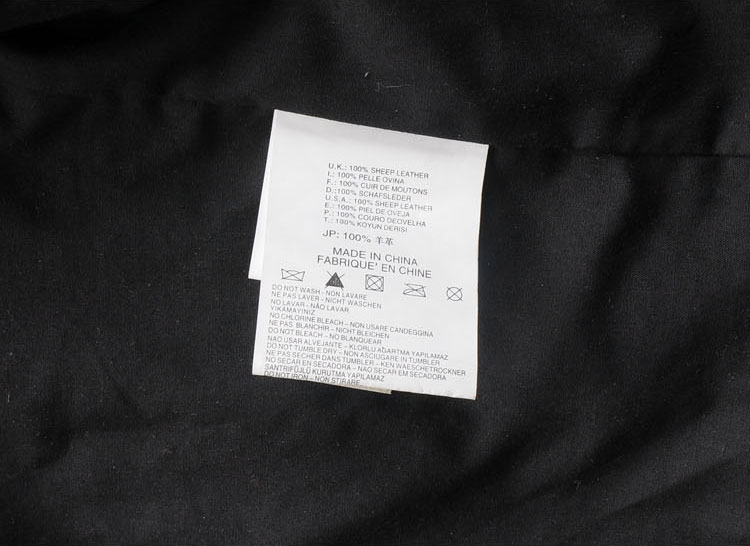 U.K.: 100% SHEEP LEATHER
I.: 100% PELLE OVINA
F.: 100% CUIR DE MOUTONS
D.:100% SCHAFSLEDER
U.S.A.: 100% SHEEP LEATHER
E.: 100% PIEL DE OVEJA
P.: 100% COURO DEOVELHA
T.: 100% KOYUN DERISI
JP: 100% 羊革
MADE IN CHINA
FABRIQUE' EN CHINE
DO NOT WASH - NON LAVARE
NE PAS LAVER - NICHT WASCHEN
NO LAVAR - NÃO LAVAR
YIKAMAYINIZ
NO CHLORINE BLEACH – NON USARE CANDEGGINA
NE PAS BLANCHIR – NICHT BLEICHEN
DO NOT BLEACH – NO BLANQUEAR
NAO USAR ALVEJANTE – KLORLU AĞARTMA YAPILAMAZ
DO NOT TUMBLE DRY – NON ASCIUGARE IN TUMBLER
NE PAS SECHER DANS TUMBLER – KEN WAESCHETROCKNER
NO SECAR EN SECADORA – NAO SECAR EM SECADORA
SANTRIFÜJLÜ KURUTMA YAPILAMAZ
DO NOT IRON – NON STIRARE